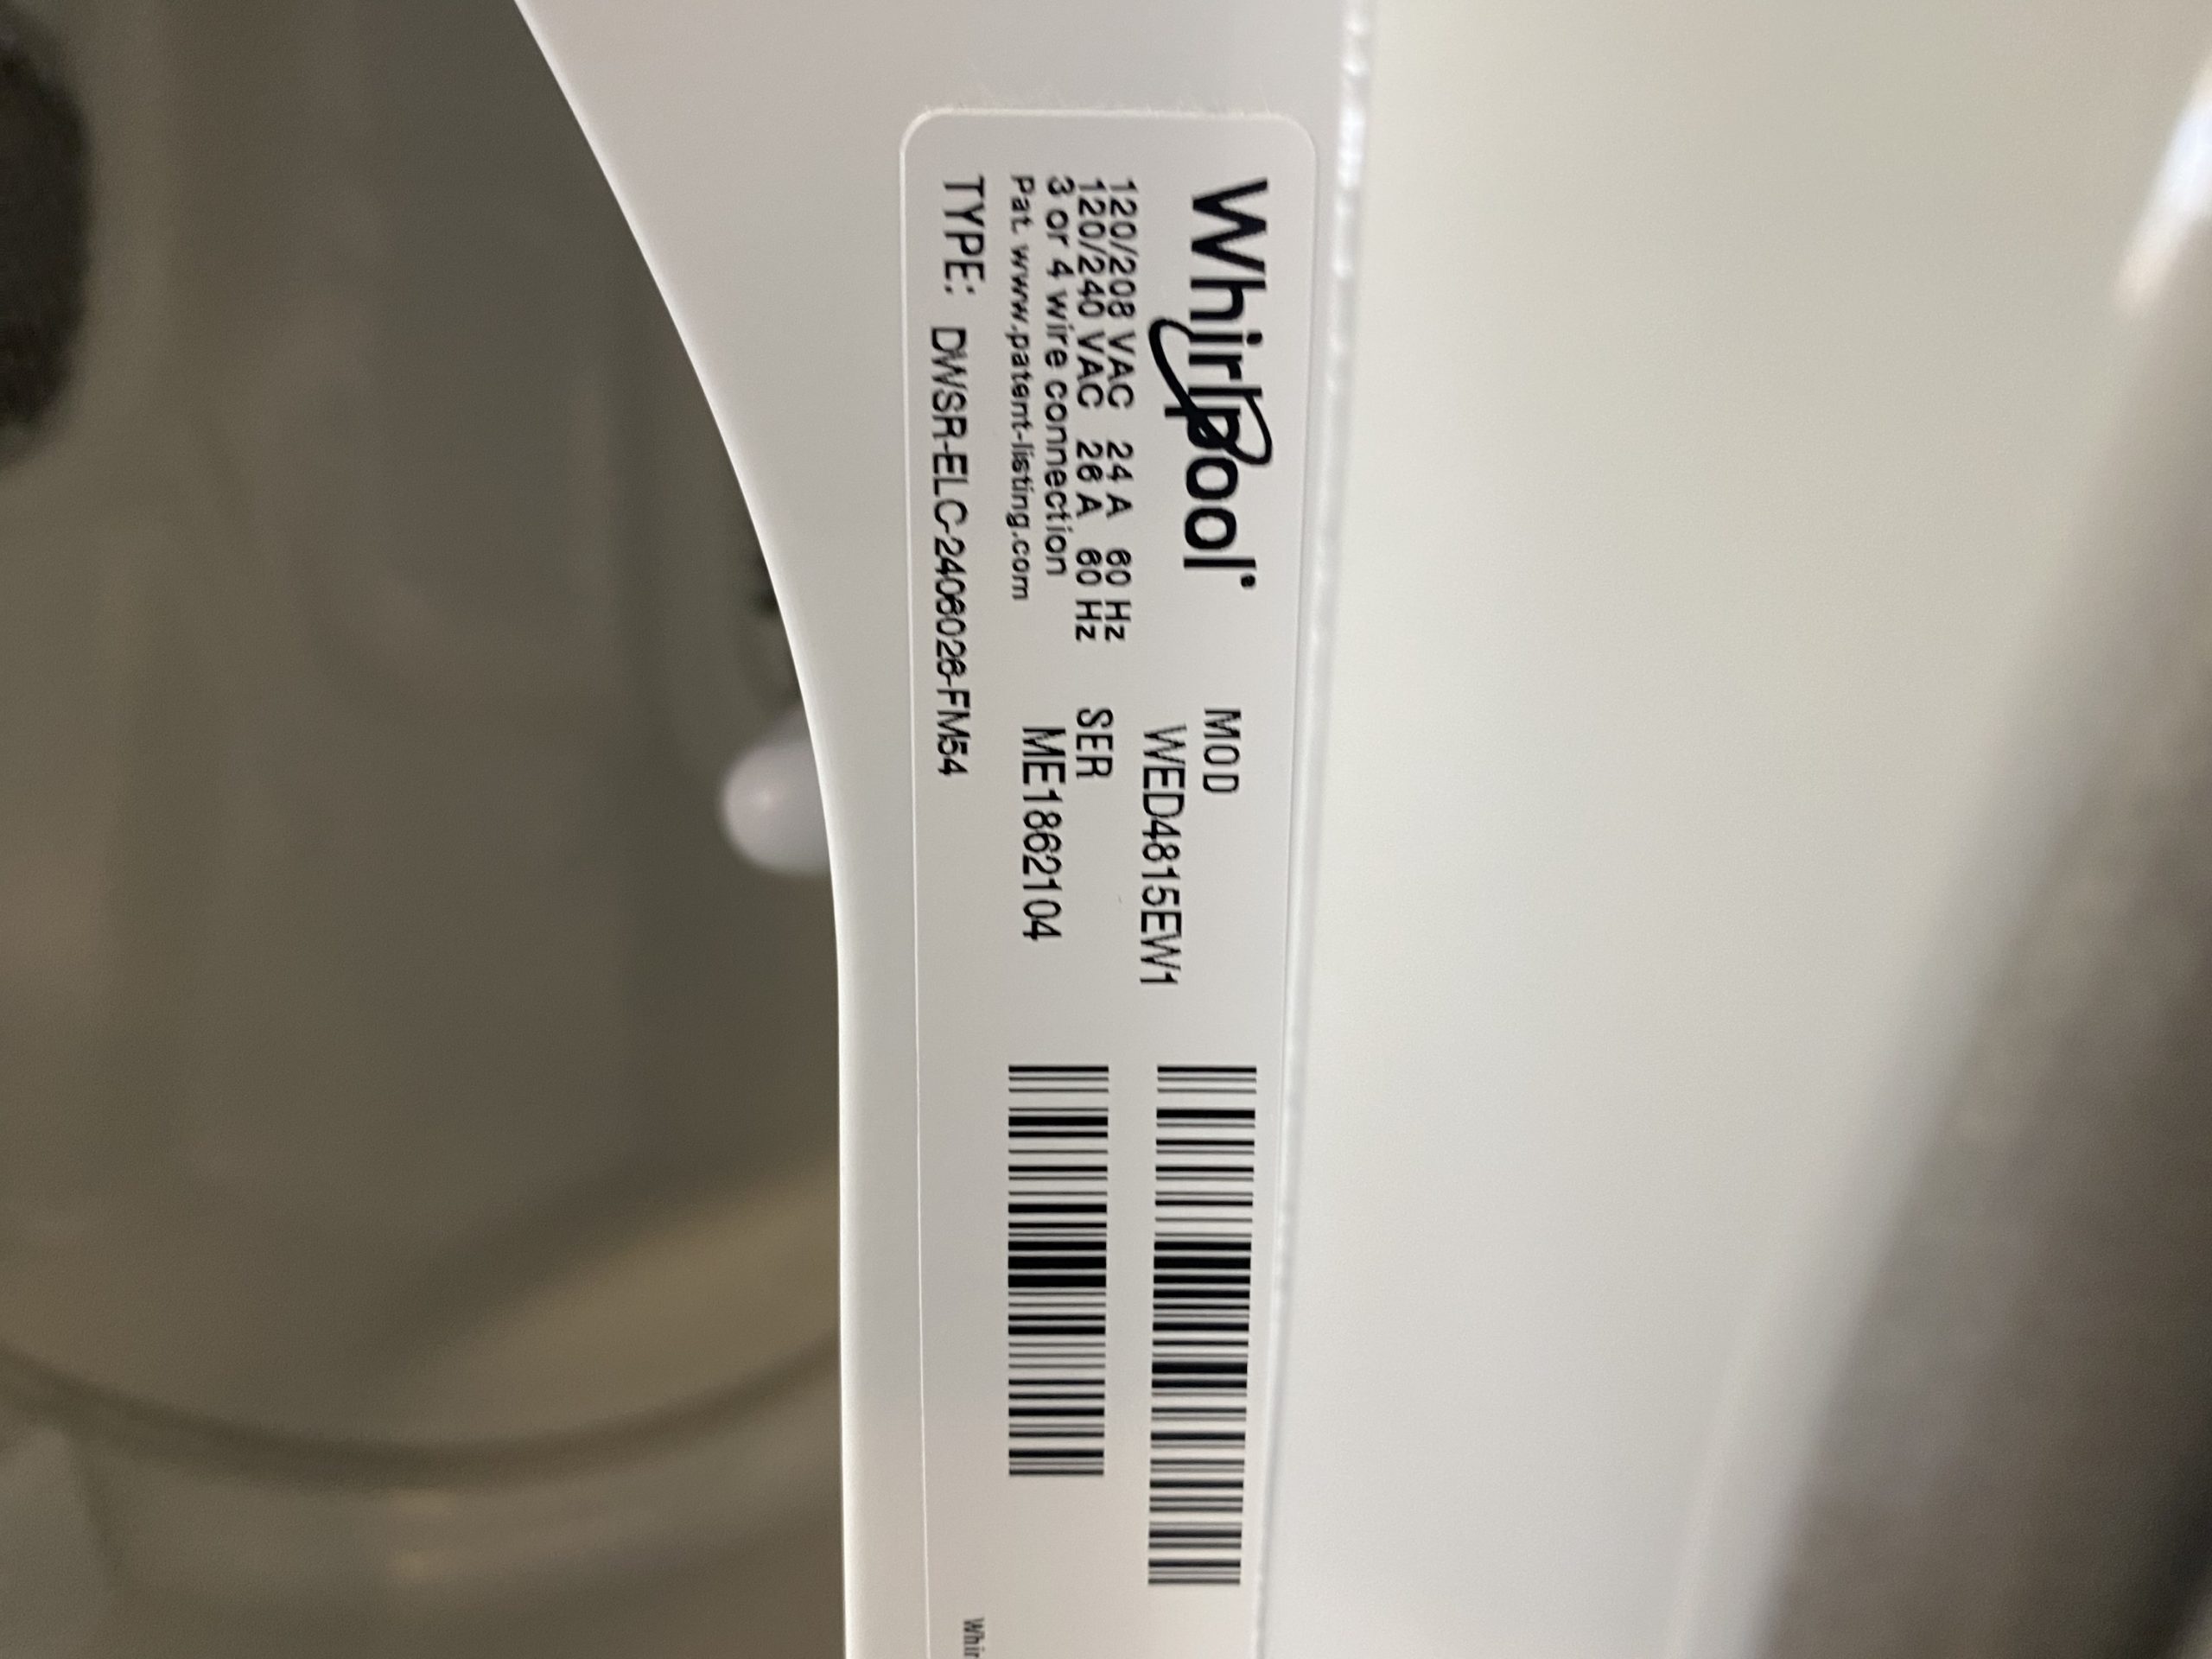 Whirlpool®
120/208 VAC 24 A 60 Hz
120/240 VAC 26 A 60 Hz
3 or 4 wire connection
Pat. www.patent-listing.com
TYPE: DWSR-ELC-2406026-FM54
MOD
WED4815EW1
SER
ME1862104
Whir